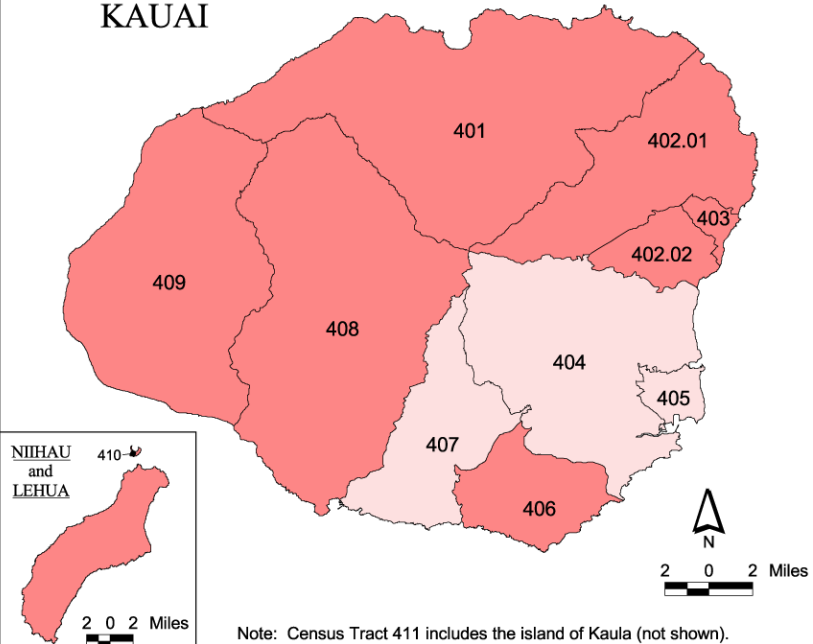 KAUAI
401
402.01
403
402.02
409
408
404
405
407
406
NIIHAU
and
LEHUA
410
2 0 2 Miles
N
2 0 2 Miles
Note: Census Tract 411 includes the island of Kaula (not shown).